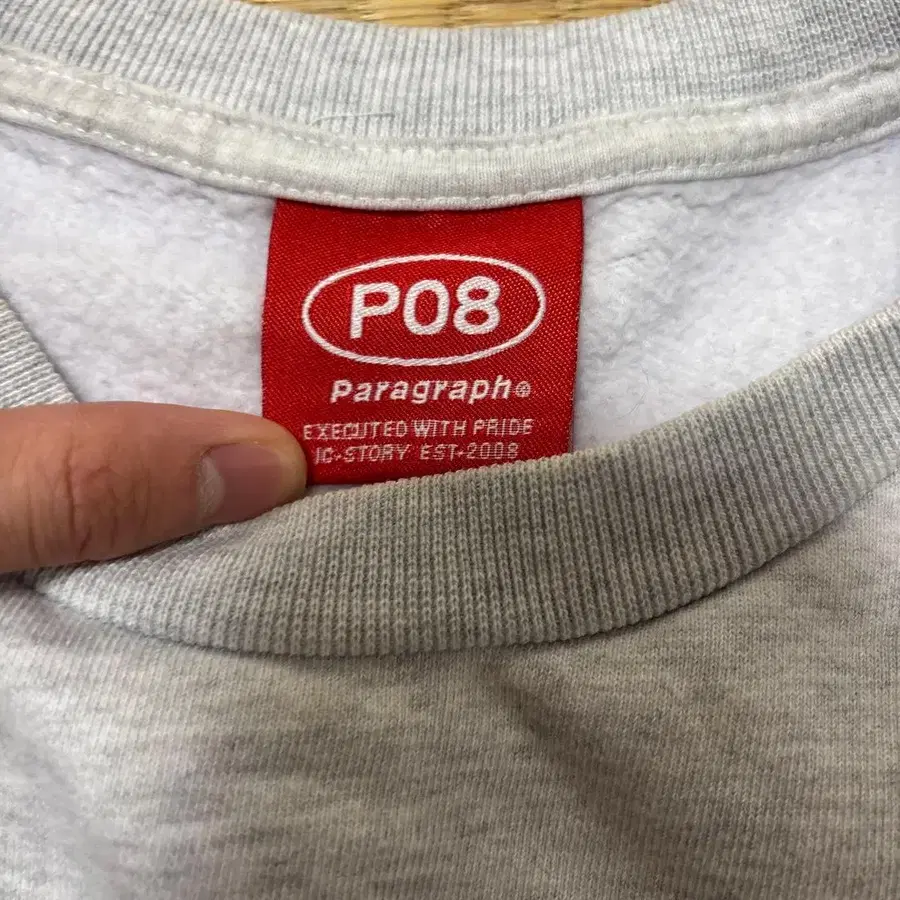 P08
Paragraph®
EXECUTED WITH PRIDE
IC•STORY EST•2008